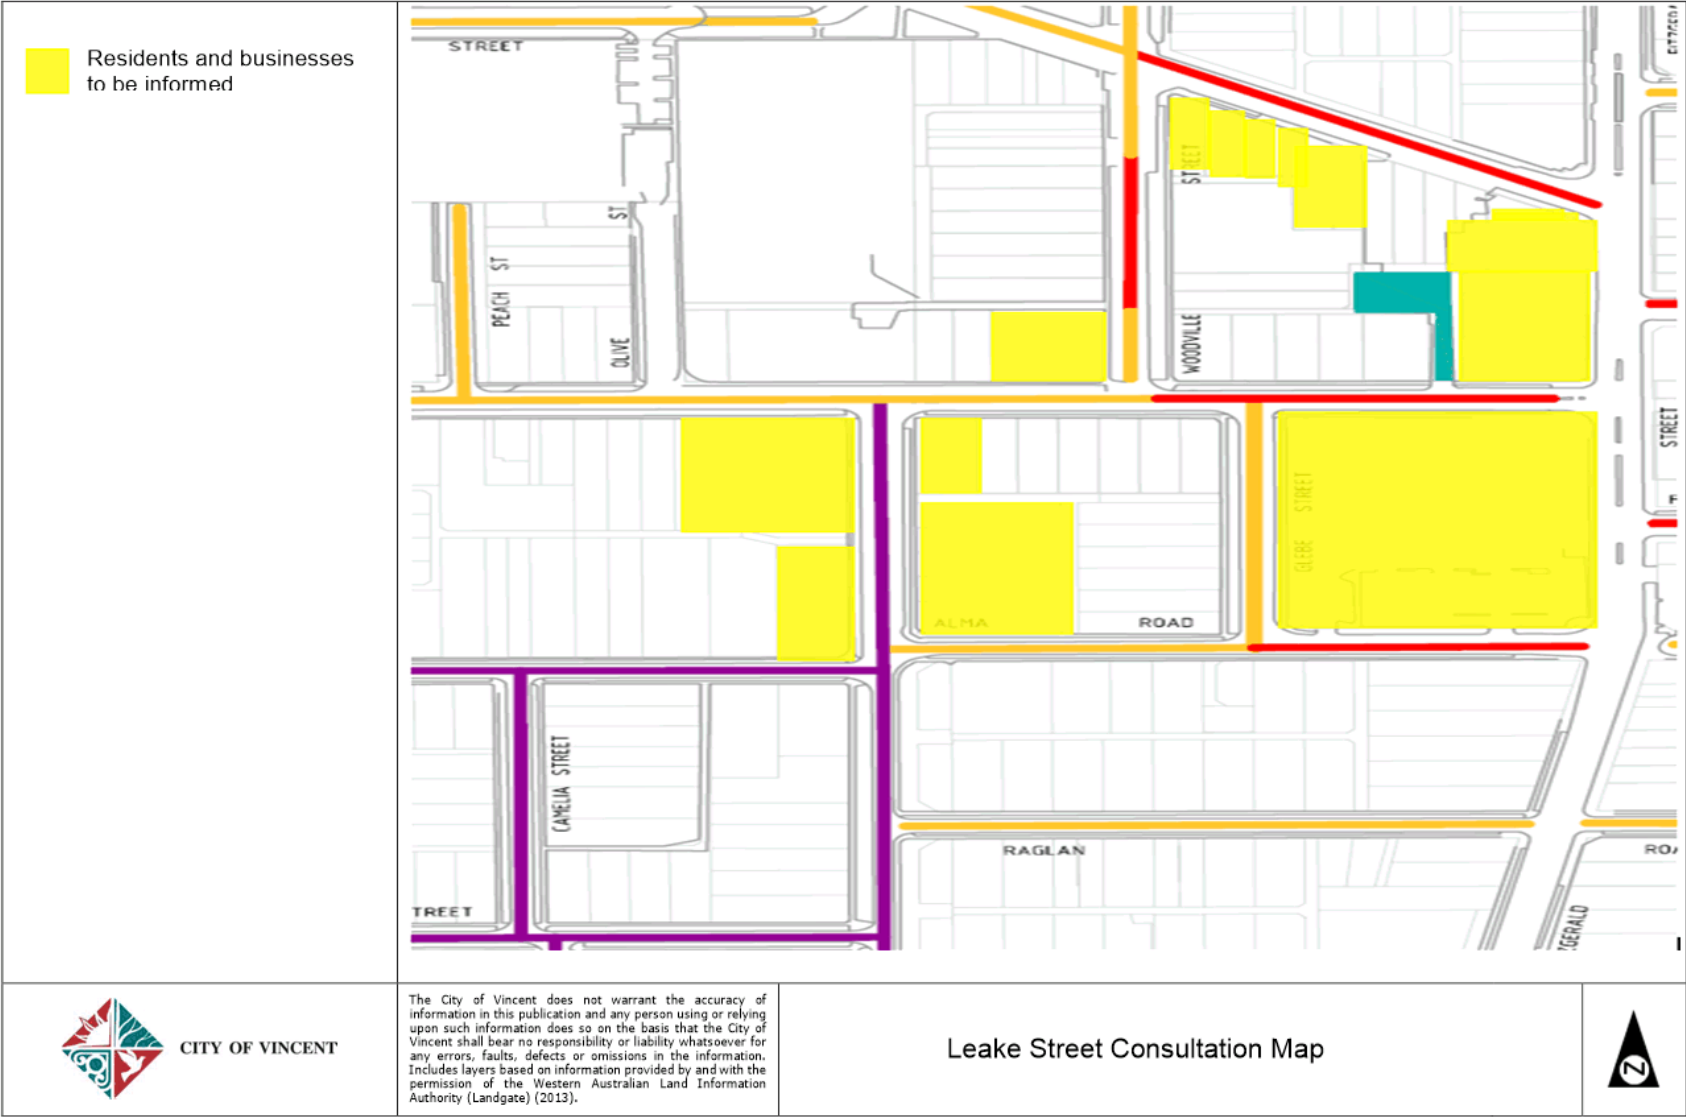 Residents and businesses
to be informed
STREET
STREET
PEACH ST
ST
OLIVE
WOODVILLE
STREET
GLEBE STREET
ALMA
ROAD
CAMELIA STREET
RAGLAN
TREET
CITY OF VINCENT
The City of Vincent does not warrant the accuracy of
information in this publication and any person using or relying
upon such information does so on the basis that the City of
Vincent shall bear no responsibility or liability whatsoever for
any errors, faults, defects or omissions in the information.
Includes layers based on information provided by and with the
permission of the Western Australian Land Information
Authority (Landgate) (2013).
Leake Street Consultation Map
Z